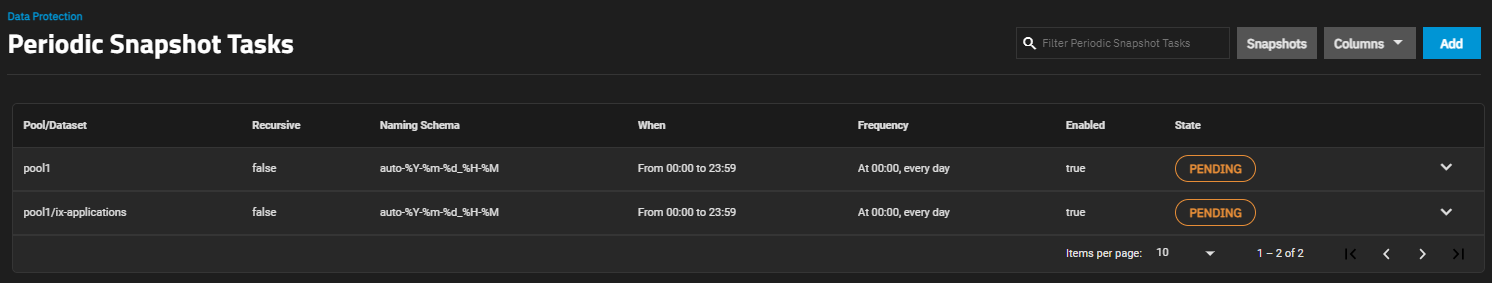 Data Protection
Periodic Snapshot Tasks
Filter Periodic Snapshot Tasks Snapshots Columns Add
Pool/Dataset Recursive Naming Schema When Frequency Enabled State
pool1 false auto-%Y-%m-%d_%H-%M From 00:00 to 23:59 At 00:00, every day true PENDING
pool1/ix-applications false auto-%Y-%m-%d_%H-%M From 00:00 to 23:59 At 00:00, every day true PENDING
Items per page: 10 1 – 2 of 2